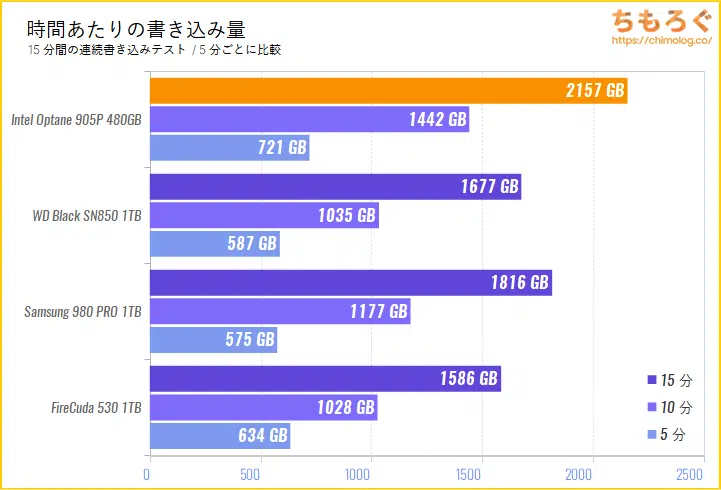 時間あたりの書き込み量
15分間の連続書き込みテスト / 5分ごとに比較
ちもろぐ
https://chimolog.co/
Intel Optane 905P 480GB
2157 GB
1442 GB
721 GB
WD Black SN850 1TB
1677 GB
1035 GB
587 GB
Samsung 980 PRO 1TB
1816 GB
1177 GB
575 GB
FireCuda 530 1TB
1586 GB
1028 GB
634 GB
15 分
10 分
5 分
0 500 1000 1500 2000 2500